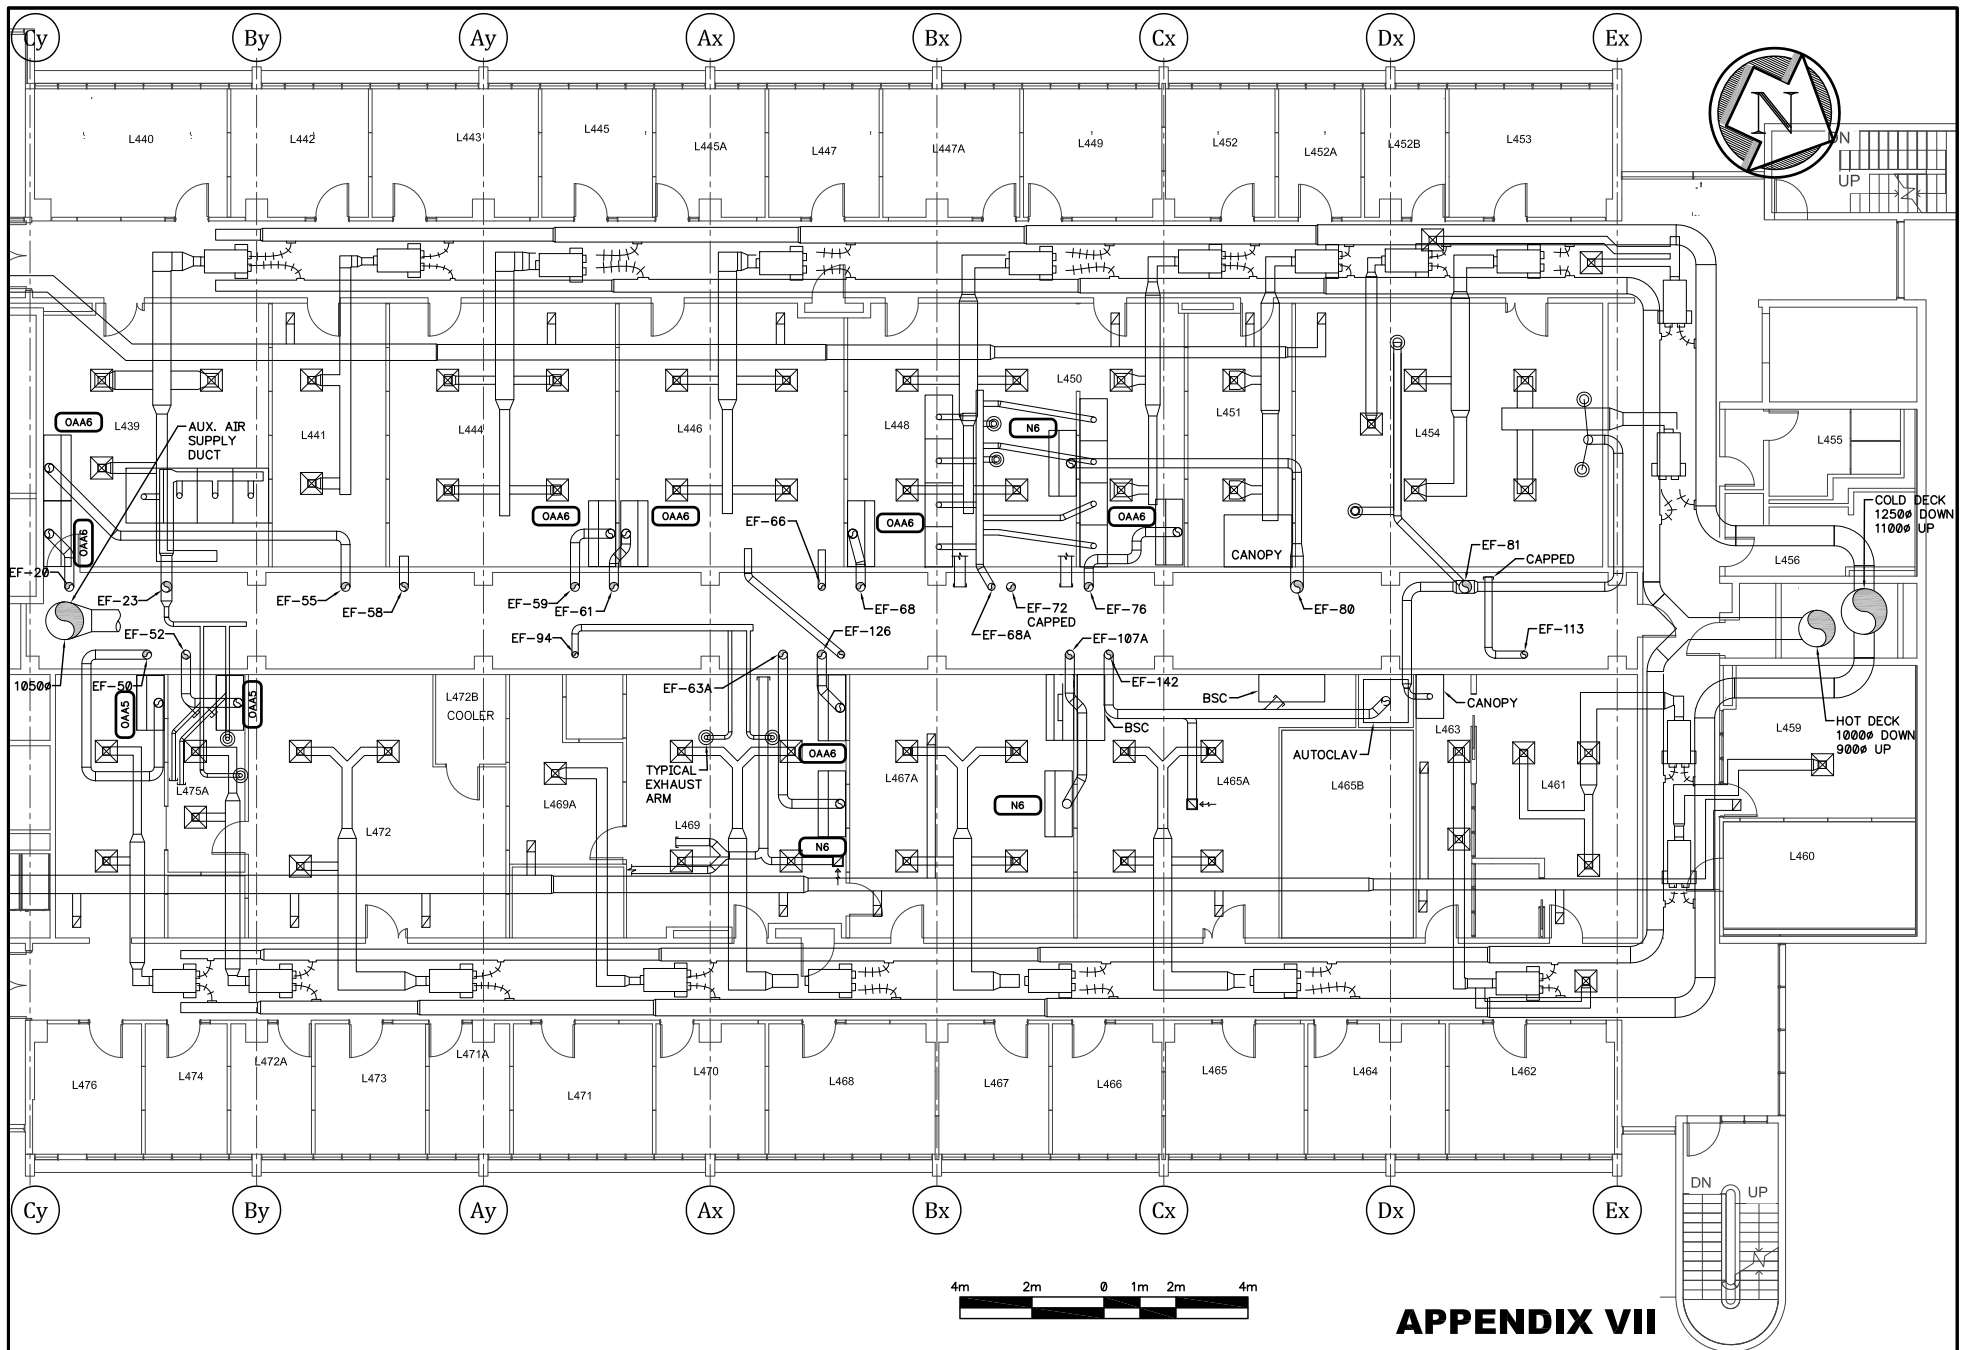 Cy By Ay Ax Bx Cx Dx Ex
N
DN
UP
L440 L442 L443 L445 L445A L447 L447A L449 L452 L452A L452B L453
OAA6
L439
AUX. AIR
SUPPLY
DUCT
OAA6
L441
L444
OAA6
OAA6
L446
L448
OAA6
L450
N6
OAA6
L451
CANOPY
L454
L455
COLD DECK
1250ø DOWN
1100ø UP
L456
EF-20
EF-23
EF-55
EF-58
EF-59
EF-61
EF-66
EF-68
EF-68A
EF-72
CAPPED
EF-76
EF-80
EF-81
CAPPED
EF-52
EF-94
EF-126
EF-107A
EF-113
1050ø
EF-50
EF-63A
EF-142
OAA5
OAA5
L472B
COOLER
BSC
BSC
CANOPY
L463
HOT DECK
1000ø DOWN
900ø UP
L459
AUTOCLAV
TYPICAL
EXHAUST
ARM
OAA6
L467A
L465A
L465B
L461
L475A
L469A
N6
L472
L469
N6
L460
L476 L474 L472A L473 L471A L471 L470 L468 L467 L466 L465 L464 L462
DN
UP
Cy By Ay Ax Bx Cx Dx Ex
4m 2m 0 1m 2m 4m
APPENDIX VII